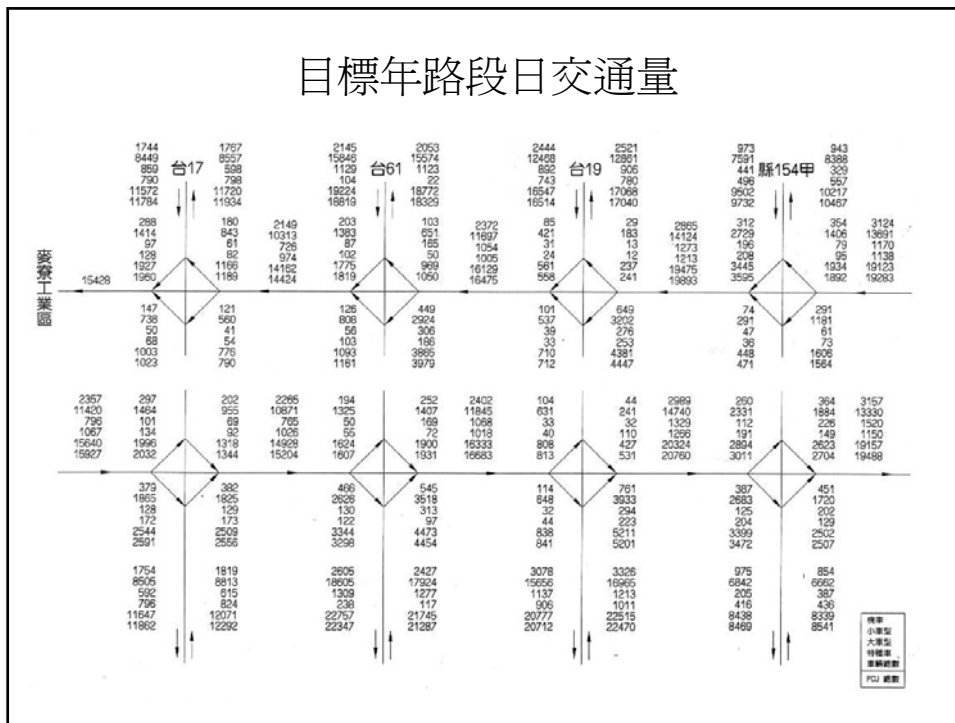 目標年路段日交通量
1744 1767 2145 2053 2444 2521 973 943
8449 8557 15846 15574 12468 12861 7591 8388
859 台17 598 1129 台61 1123 892 台19 906 441 縣154甲 329
790 798 104 22 743 780 496 557
11572 11720 19224 18772 16547 17068 9502 10217
11784 11934 18819 18329 16514 17040 9732 10467
288 180 2149 203 103 2372 85 29 2865 312 354 3124
1414 843 10313 1383 651 11697 421 183 14124 2729 1406 13691
97 61 726 87 165 1054 31 13 1273 196 79 1170
128 82 974 102 50 1005 24 12 1213 208 95 1138
1927 1166 14162 1775 969 16129 561 237 19475 3445 1934 19123
1960 1189 14424 1819 1050 16475 558 241 19893 3595 1892 19283
麥寮工業區
15428
147 121 126 449 101 649 74 291
738 560 808 2924 537 3202 291 1181
50 41 56 306 39 276 47 61
68 54 103 186 33 253 36 73
1003 776 1093 3865 710 4381 448 1606
1023 790 1161 3979 712 4447 471 1564
2357 297 202 2265 194 252 2402 104 44 2989 260 364 3157
11420 1464 955 10871 1325 1407 11845 631 241 14740 2331 1884 13330
796 101 69 765 50 169 1068 33 32 1329 112 226 1520
1067 134 92 1026 55 72 1018 40 110 1266 191 149 1150
15640 1996 1318 14928 1624 1900 16333 808 427 20324 2894 2623 19157
15927 2032 1344 15204 1607 1931 16683 813 531 20760 3011 2704 19488
379 382 466 545 114 761 387 451
1865 1825 2626 3518 648 3933 2683 1720
128 129 130 313 32 294 125 202
172 173 122 97 44 223 204 129
2544 2509 3344 4473 838 5211 3399 2502
2591 2556 3298 4454 841 5201 3472 2507
1754 1819 2605 2427 3078 3326 975 854
8505 8813 18605 17924 15656 16965 6842 6662
592 615 1309 1277 1137 1213 205 387
796 824 238 117 906 1011 416 436
11647 12071 22757 21745 20777 22515 8438 8339
11862 12292 22347 21287 20712 22470 8469 8541
機車
小車型
大車型
特種車
車輛總數
PCU 總數